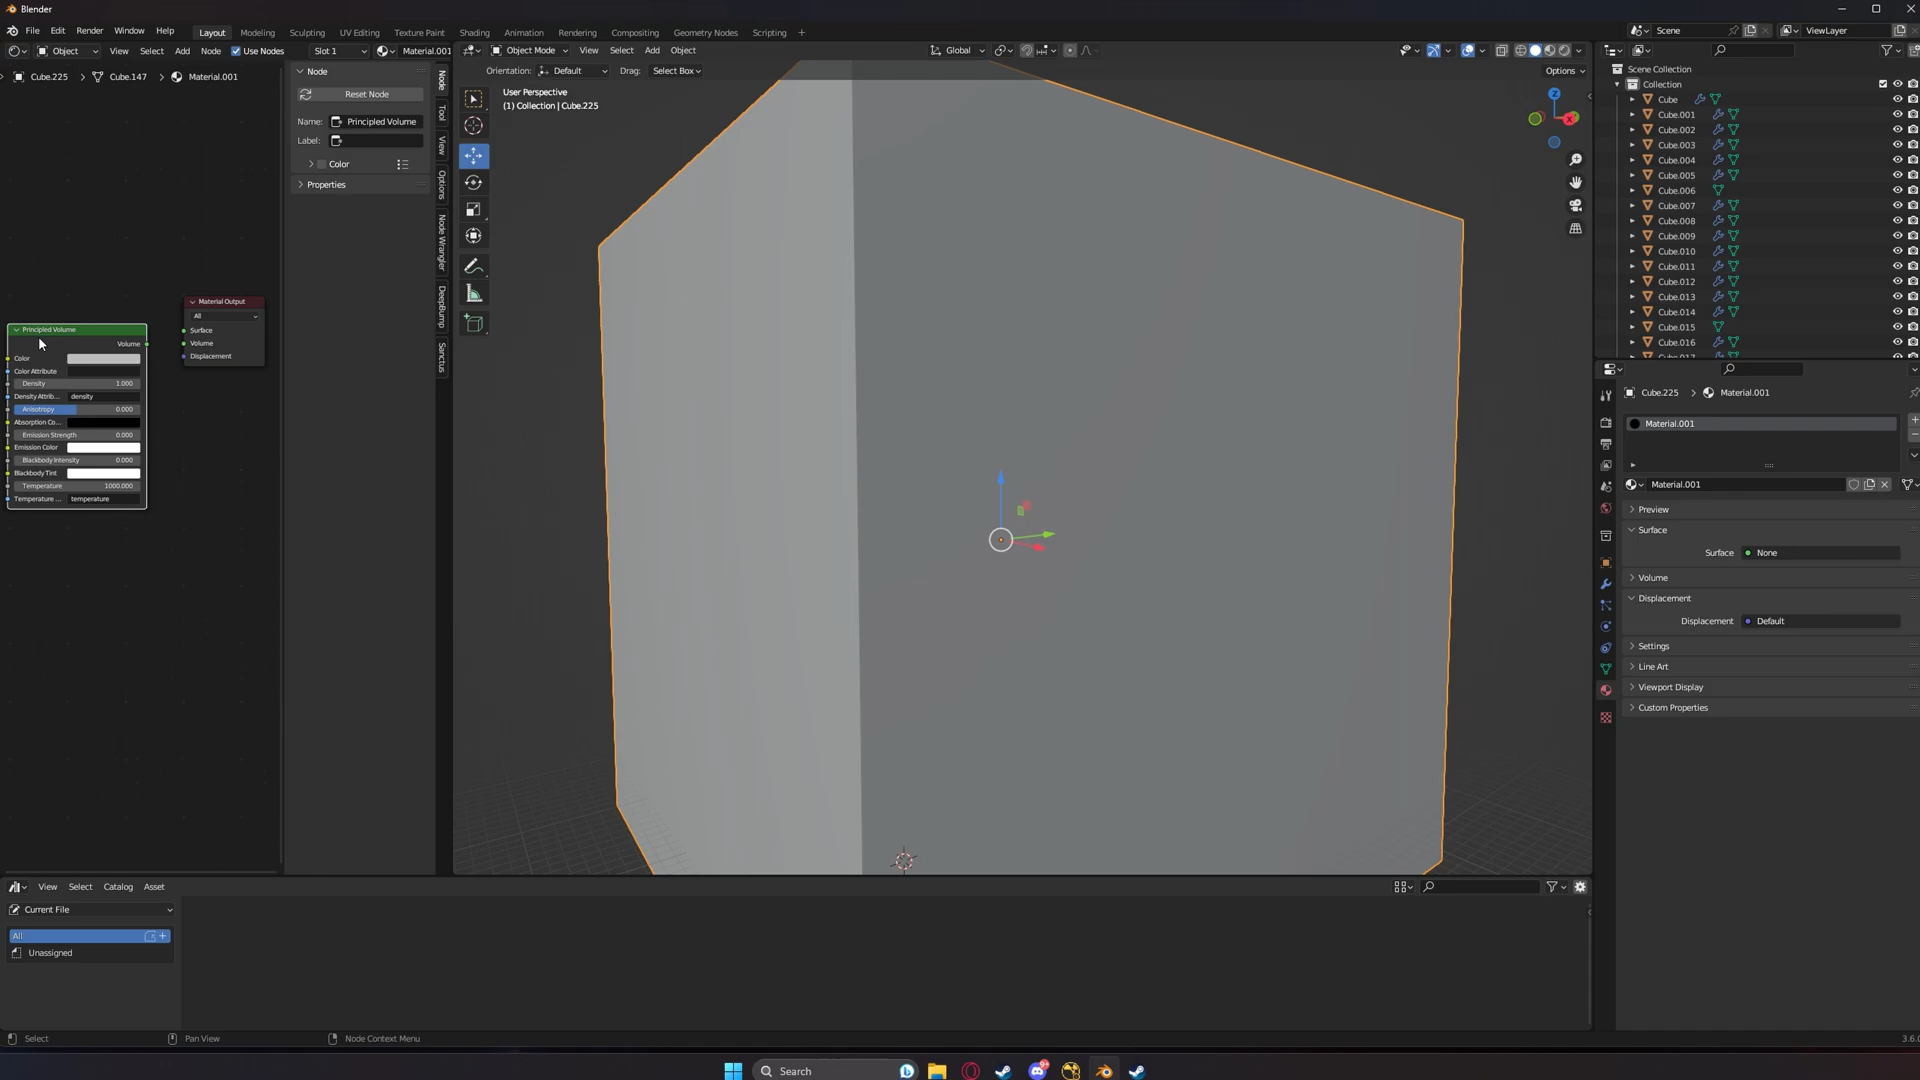 Blender
File Edit Render Window Help
Layout Modeling Sculpting UV Editing Texture Paint Shading Animation Rendering Compositing Geometry Nodes Scripting +
Scene
ViewLayer
Object View Select Add Node Use Nodes Slot 1 Material.001
Object Mode View Select Add Object
Global
Orientation: Default Drag: Select Box
Options
Cube.225 > Cube.147 > Material.001
Node
Reset Node
Name: Principled Volume
Label:
Color
Properties
Node
Tool
View
Options
Node Wrangler
DeepBump
Sanctus
User Perspective
(1) Collection | Cube.225
Z
X
Material Output
All
Surface
Volume
Displacement
Principled Volume
Volume
Color
Color Attribute
Density 1.000
Density Attrib... density
Anisotropy 0.000
Absorption Co...
Emission Strength 0.000
Emission Color
Blackbody Intensity 0.000
Blackbody Tint
Temperature 1000.000
Temperature ... temperature
Scene Collection
Collection
Cube
Cube.001
Cube.002
Cube.003
Cube.004
Cube.005
Cube.006
Cube.007
Cube.008
Cube.009
Cube.010
Cube.011
Cube.012
Cube.013
Cube.014
Cube.015
Cube.016
Cube.017
Cube.225 > Material.001
Material.001
Material.001
Preview
Surface
Surface None
Volume
Displacement
Displacement Default
Settings
Line Art
Viewport Display
Custom Properties
View Select Catalog Asset
Current File
All
Unassigned
Select
Pan View
Node Context Menu
3.6.0
Search